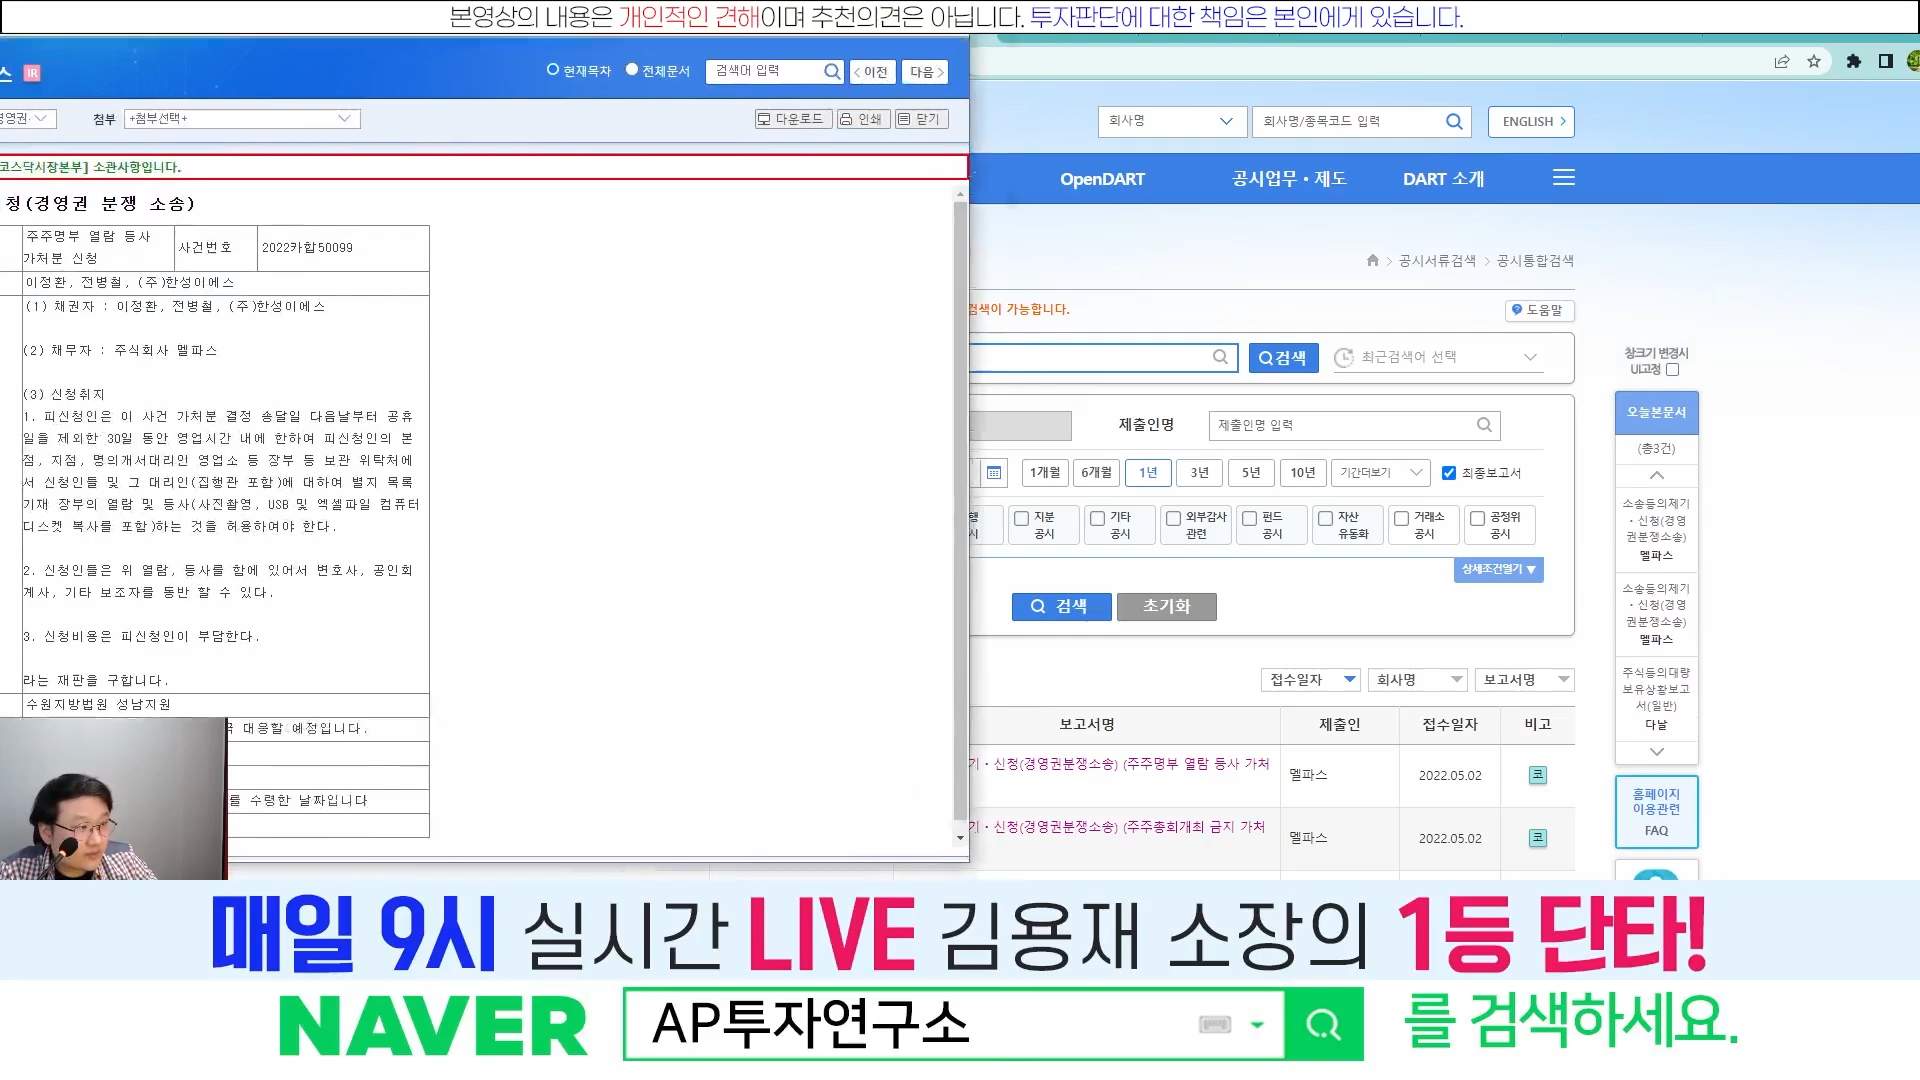 본영상의 내용은 개인적인 견해이며 추천의견은 아닙니다. 투자판단에 대한 책임은 본인에게 있습니다.
스 IR
현재목차 전체문서 검색어 입력 이전 다음
첨부 +첨부선택+ 다운로드 인쇄 닫기
코스닥시장본부] 소관사항입니다.
청(경영권 분쟁 소송)
주주명부 열람 등사
가처분 신청
사건번호
2022카합50099
이정환, 전병철, (주)한성이에스
(1) 채권자 : 이정환, 전병철, (주)한성이에스
(2) 채무자 : 주식회사 멜파스
(3) 신청취지
1. 피신청인은 이 사건 가처분 결정 송달일 다음날부터 공휴
일을 제외한 30일 동안 영업시간 내에 한하여 피신청인의 본
점, 지점, 명의개서대리인 영업소 등 장부 등 보관 위탁처에
서 신청인들 및 그 대리인(집행관 포함)에 대하여 별지 목록
기재 장부의 열람 및 등사(사진촬영, USB 및 엑셀파일 컴퓨터
디스켓 복사를 포함)하는 것을 허용하여야 한다.
2. 신청인들은 위 열람, 등사를 함에 있어서 변호사, 공인회
계사, 기타 보조자를 동반 할 수 있다.
3. 신청비용은 피신청인이 부담한다.
라는 재판을 구합니다.
수원지방법원 성남지원
대응할 예정입니다.
를 수령한 날짜입니다
회사명 회사명/종목코드 입력 ENGLISH
OpenDART 공시업무・제도 DART 소개
공시서류검색 공시통합검색
검색이 가능합니다. 도움말
검색 최근검색어 선택
제출인명 제출인명 입력
1개월 6개월 1년 3년 5년 10년 기간더보기 최종보고서
지분
공시
기타
공시
외부감사
관련
펀드
공시
자산
유동화
거래소
공시
공정위
공시
상세조건열기 ▼
검색 초기화
접수일자 회사명 보고서명
보고서명 제출인 접수일자 비고
기・신청(경영권분쟁소송) (주주명부 열람 등사 가처 멜파스 2022.05.02 코
기・신청(경영권분쟁소송) (주주총회개최 금지 가처 멜파스 2022.05.02 코
창크기 변경시
UI고정
오늘본문서
(총3건)
소송등의제기
・신청(경영
권분쟁소송)
멜파스
소송등의제기
・신청(경영
권분쟁소송)
멜파스
주식등의대량
보유상황보고
서(일반)
다날
홈페이지
이용관련
FAQ
매일 9시 실시간 LIVE 김용재 소장의 1등 단타!
NAVER AP투자연구소 를 검색하세요.